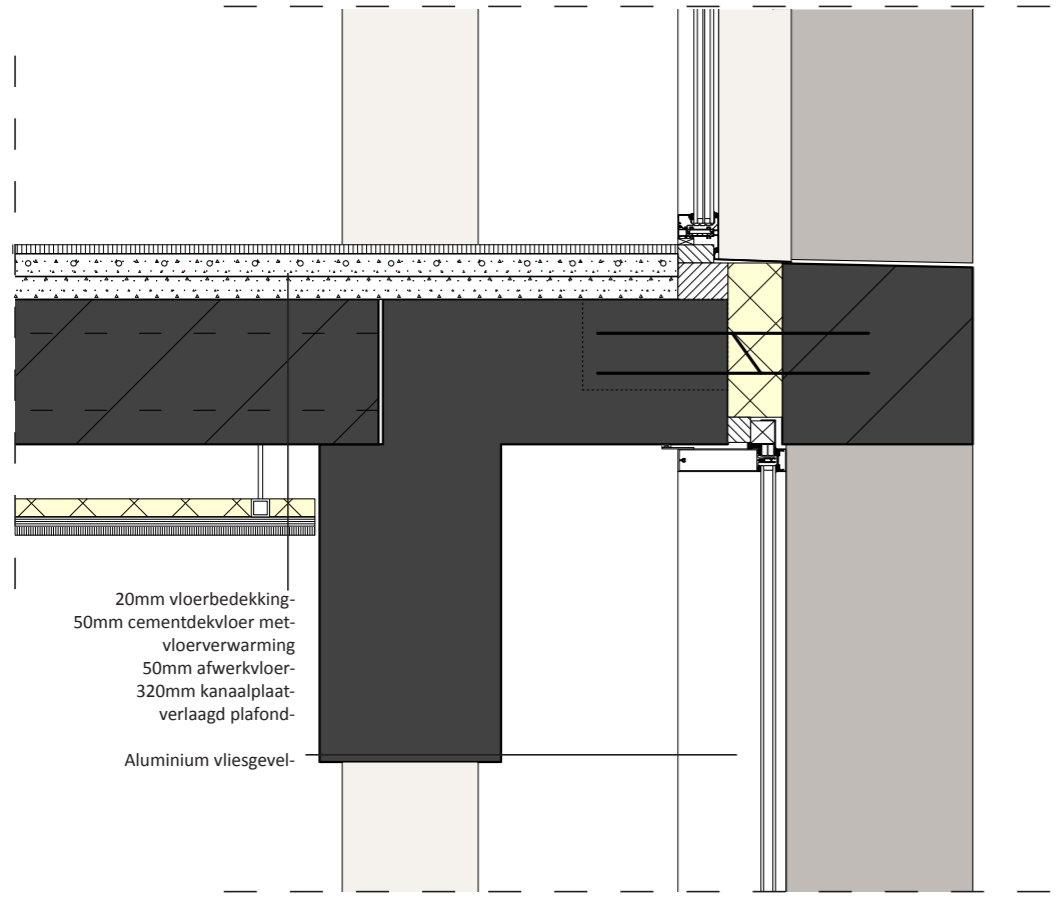 20mm vloerbedekking-
50mm cementdekvloer met-
vloerverwarming
50mm afwerkvloer-
320mm kanaalplaat-
verlaagd plafond-
Aluminium vliesgevel-